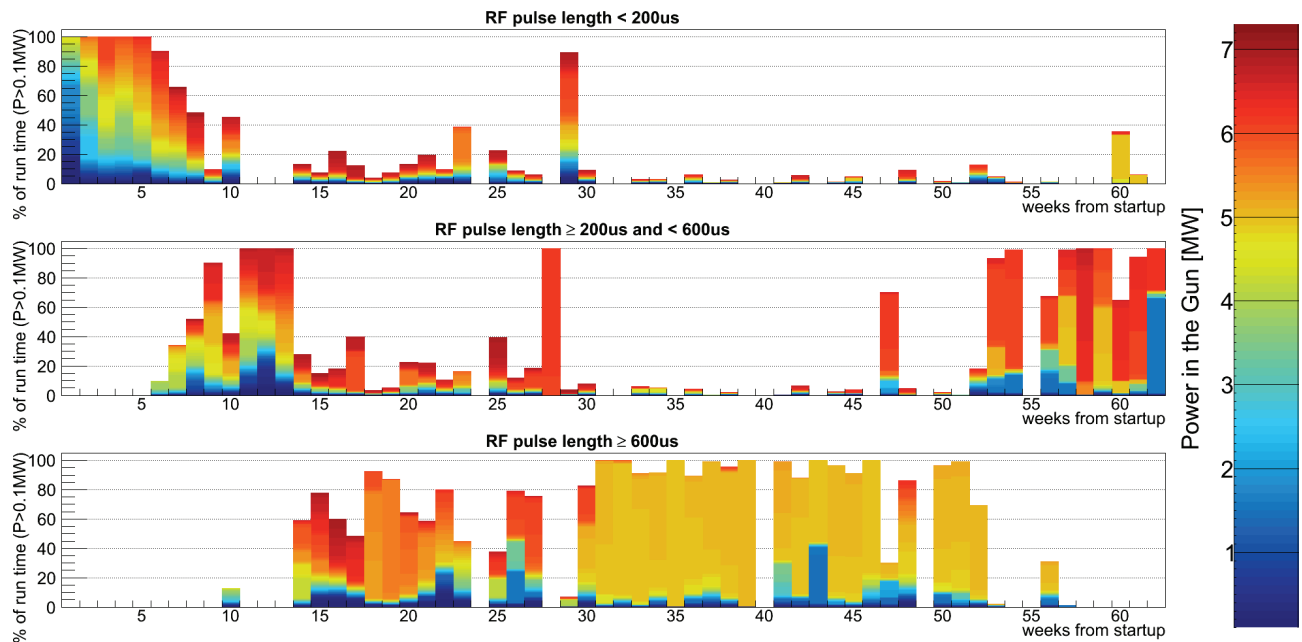 RF pulse length < 200us
% of run time (P>0.1MW)
100
80
60
40
20
0
5 10 15 20 25 30 35 40 45 50 55 60
weeks from startup
RF pulse length ≥ 200us and < 600us
% of run time (P>0.1MW)
100
80
60
40
20
0
5 10 15 20 25 30 35 40 45 50 55 60
weeks from startup
RF pulse length ≥ 600us
% of run time (P>0.1MW)
100
80
60
40
20
0
5 10 15 20 25 30 35 40 45 50 55 60
weeks from startup
Power in the Gun [MW]
7
6
5
4
3
2
1